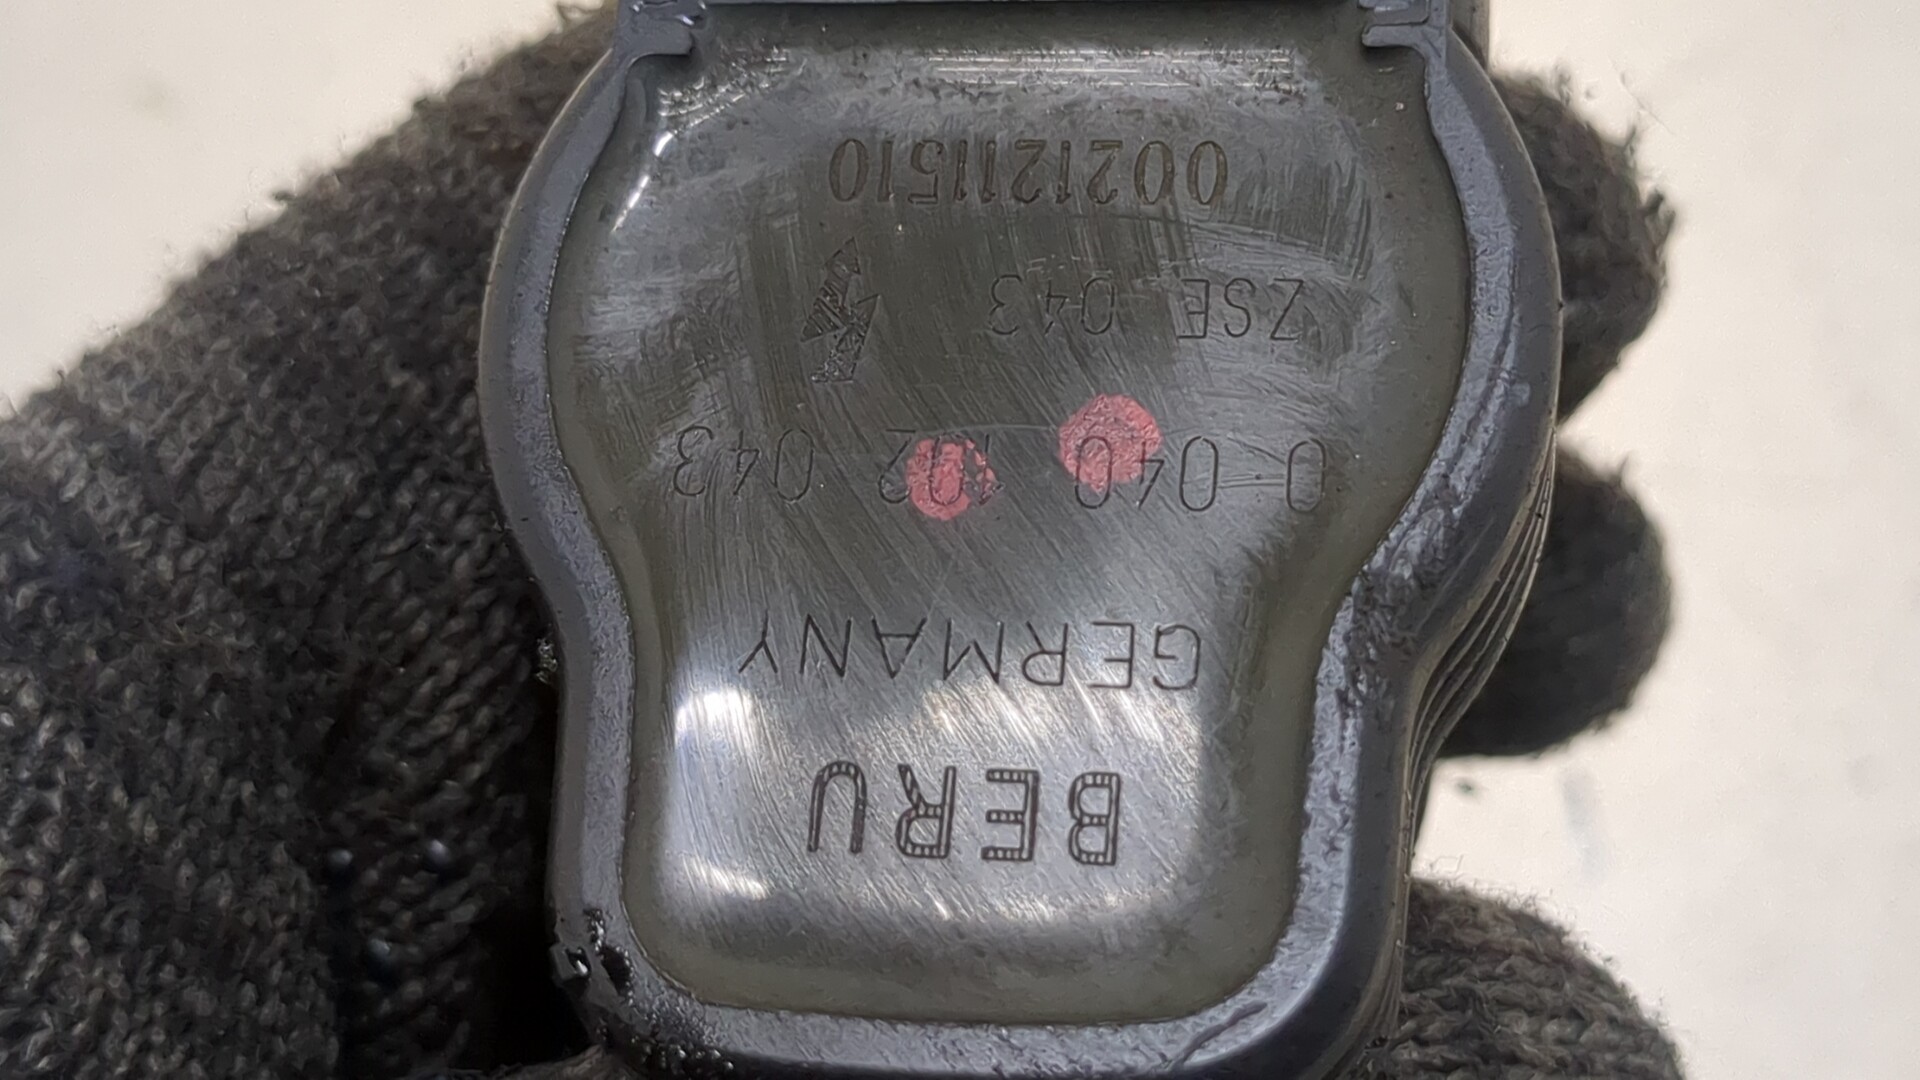 BERU
GERMANY
0 040 102 043
ZSE 043
0021211510